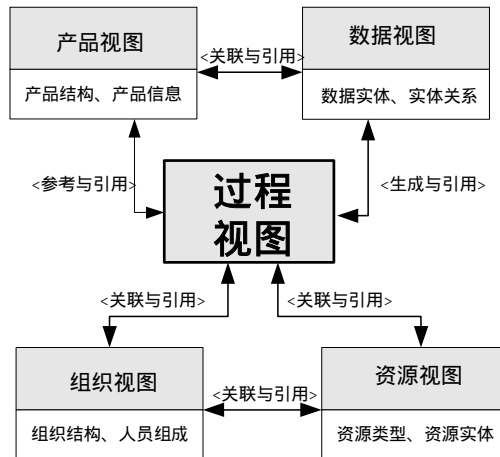 产品视图
数据视图
<关联与引用>
产品结构、产品信息
数据实体、实体关系
<参考与引用>
过程
视图
<生成与引用>
<关联与引用>
<关联与引用>
组织视图
资源视图
<关联与引用>
组织结构、人员组成
资源类型、资源实体